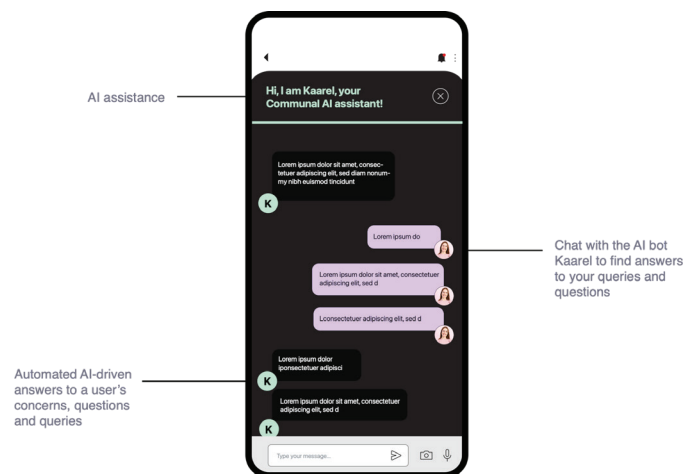 AI assistance
Hi, I am Kaarel, your
Communal AI assistant!
Lorem ipsum dolor sit amet, consec-
tetuer adipiscing elit, sed diam nonum-
my nibh euismod tincidunt
K
Lorem ipsum do
Lorem ipsum dolor sit amet, consectetuer
adipiscing elit, sed d
Lconsectetuer adipiscing elit, sed d
Chat with the AI bot
Kaarel to find answers
to your queries and
questions
Lorem ipsum dolor
iponsectetuer adipisci
K
Automated AI-driven
answers to a user's
concerns, questions
and queries
Lorem ipsum dolor sit amet, consectetuer
adipiscing elit, sed d
K
Type your message...